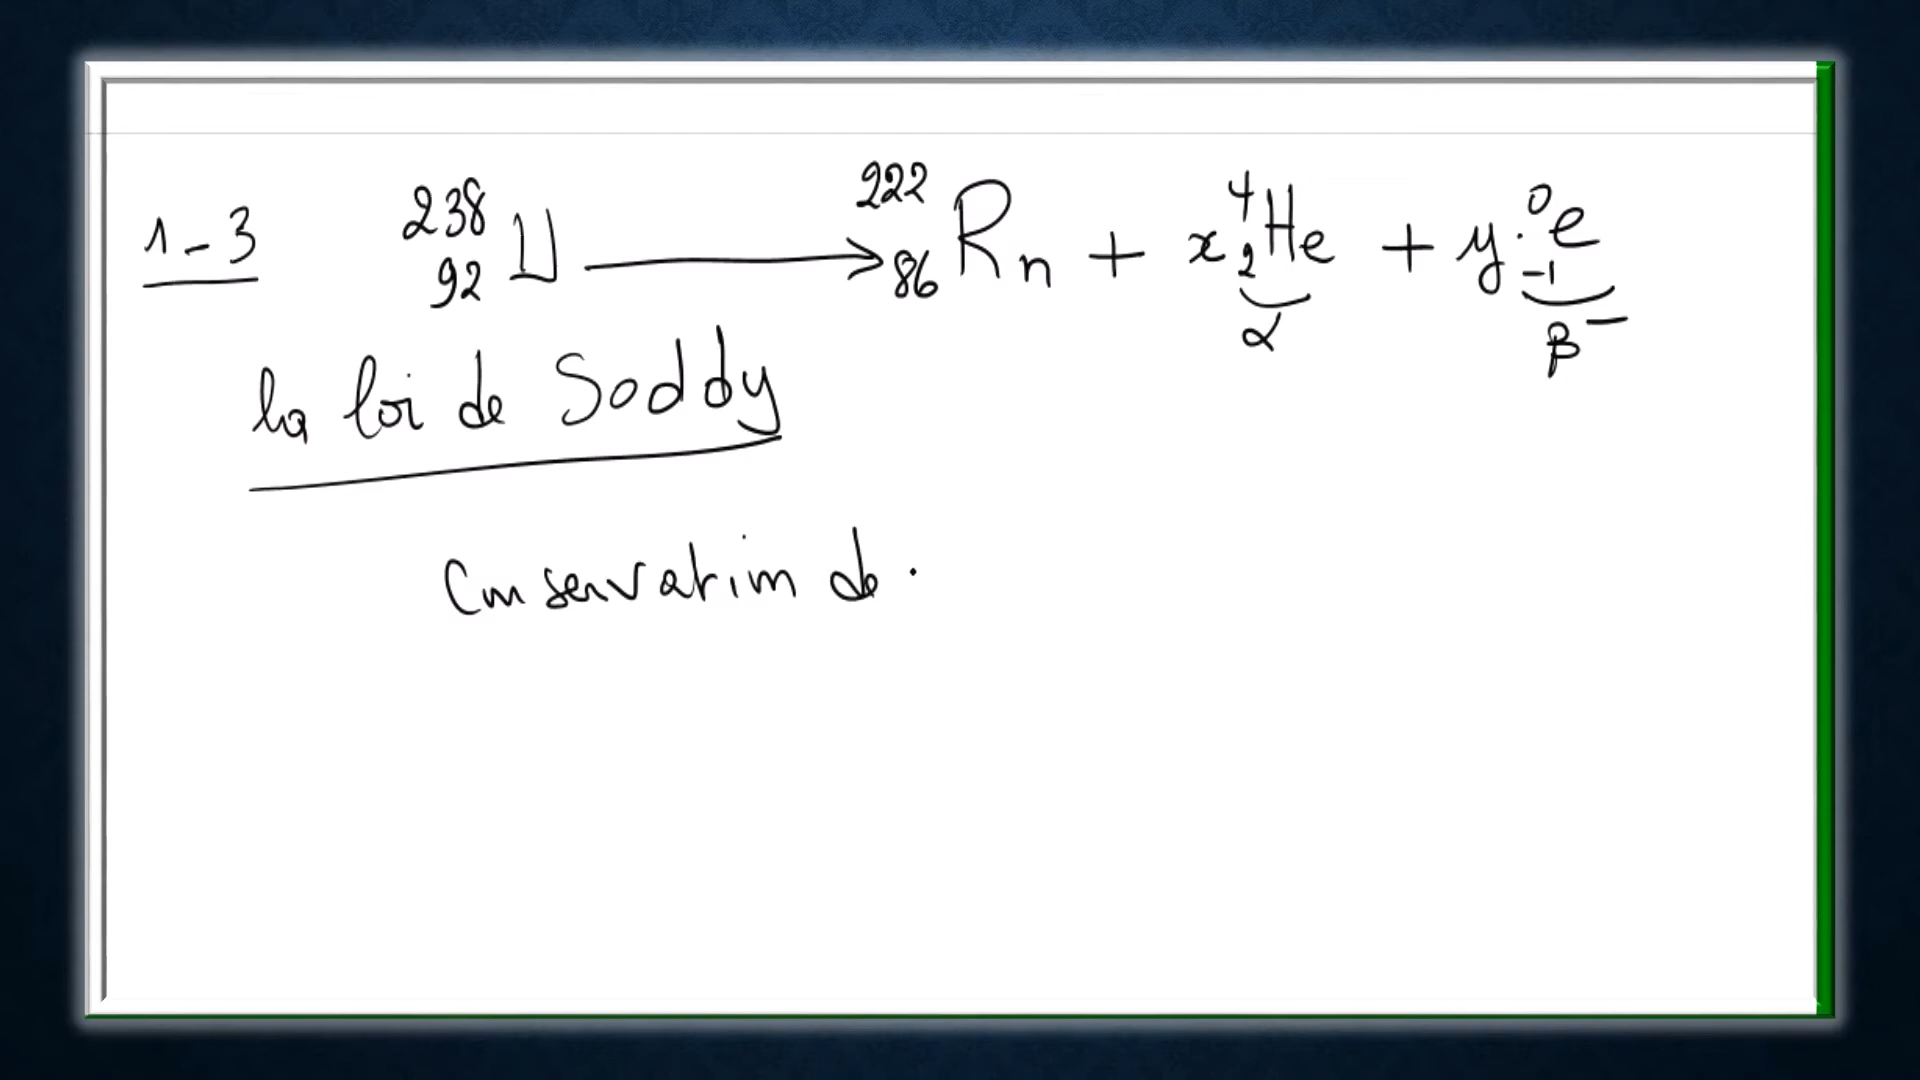 1-3 ²³⁸₉₂U → ²²²₈₆Rn + x ⁴₂He + y. ⁰₋₁e
α β⁻
la loi de Soddy
Conservation de .